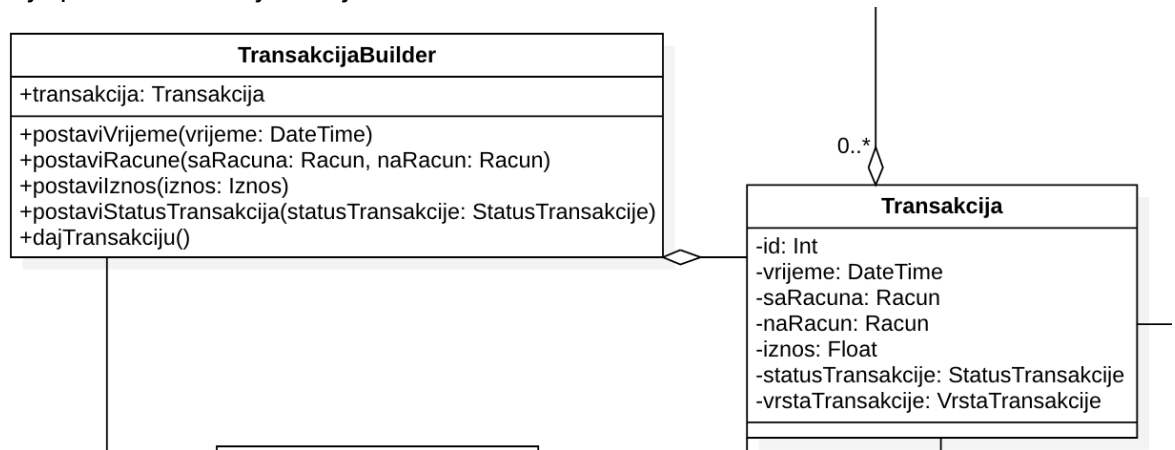 TransakcijaBuilder
+transakcija: Transakcija
+postaviVrijeme(vrijeme: DateTime)
+postaviRacune(saRacuna: Racun, naRacun: Racun)
+postaviIznos(iznos: Iznos)
+postaviStatusTransakcija(statusTransakcije: StatusTransakcije)
+dajTransakciju()
0..*
Transakcija
-id: Int
-vrijeme: DateTime
-saRacuna: Racun
-naRacun: Racun
-iznos: Float
-statusTransakcije: StatusTransakcije
-vrstaTransakcije: VrstaTransakcije